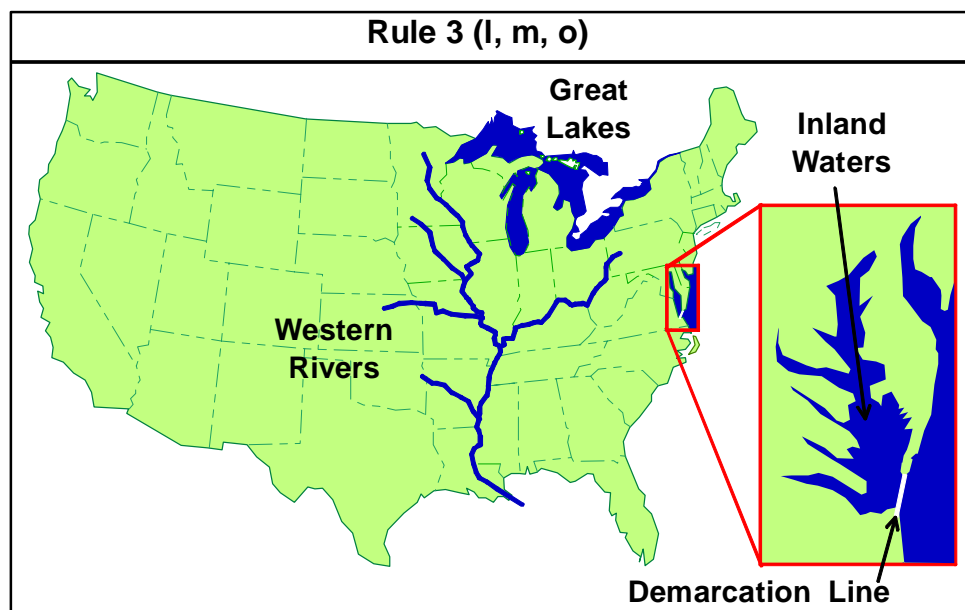 Rule 3 (l, m, o)
Great
Lakes
Inland
Waters
Western
Rivers
Demarcation Line